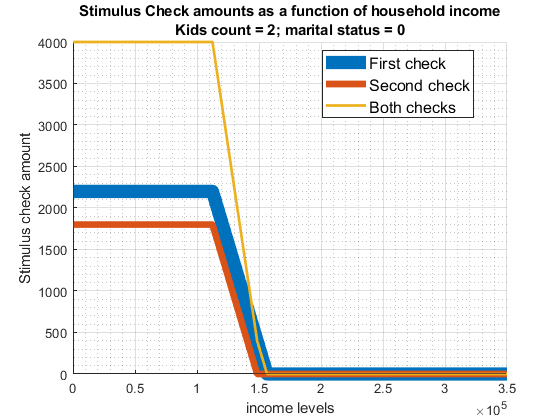 Stimulus Check amounts as a function of household income
Kids count = 2; marital status = 0
4000
3500
3000
2500
2000
1500
1000
500
0
Stimulus check amount
First check
Second check
Both checks
0 0.5 1 1.5 2 2.5 3 3.5
income levels
×10^5